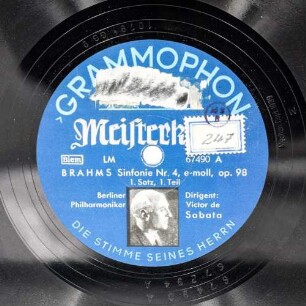 GRAMMOPHON
Meisterk
247
Biem
LM
67490 A
BRAHMS Sinfonie Nr. 4, e-moll, op. 98
1. Satz, 1. Teil
Berliner
Philharmoniker
Dirigent:
Victor de
Sabata
DIE STIMME SEINES HERRN